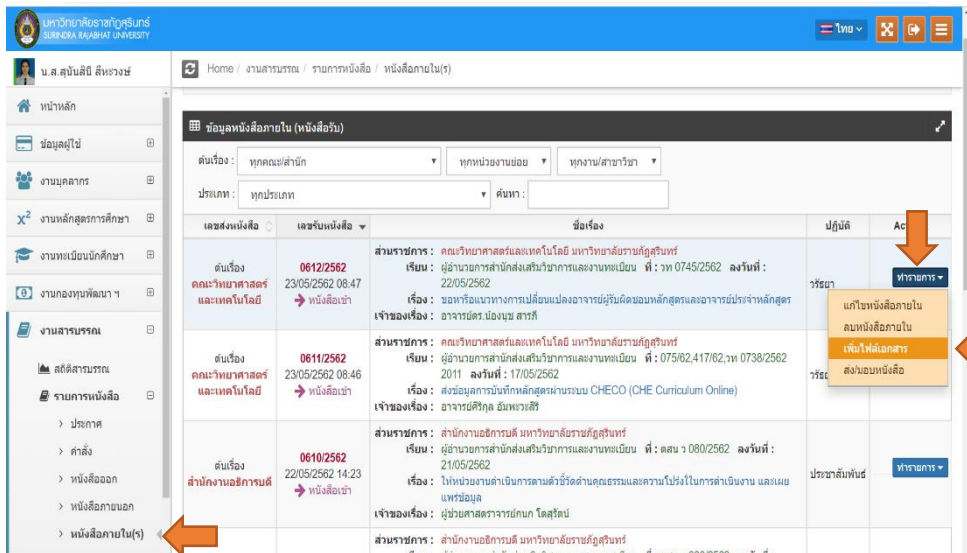 มหาวิทยาลัยราชภัฏสุรินทร์
SURINDRA RAJABHAT UNIVERSITY
ไทย
น.ส.สุนันสินี สีหะวงษ์
Home / งานสารบรรณ / รายการหนังสือ / หนังสือภายใน(ร)
หน้าหลัก
ข้อมูลผู้ใช้
งานบุคลากร
งานหลักสูตรการศึกษา
งานทะเบียนนักศึกษา
งานกองทุนพัฒนา ฯ
งานสารบรรณ
สถิติสารบรรณ
รายการหนังสือ
> ประกาศ
> คำสั่ง
> หนังสือออก
> หนังสือภายนอก
> หนังสือภายใน(ร)
ข้อมูลหนังสือภายใน (หนังสือรับ)
ต้นเรื่อง : ทุกคณะ/สำนัก ทุกหน่วยงานย่อย ทุกงาน/สาขาวิชา
ประเภท : ทุกประเภท ค้นหา :
เลขส่งหนังสือ เลขรับหนังสือ ชื่อเรื่อง ปฏิบัติ Ac
ต้นเรื่อง
คณะวิทยาศาสตร์
และเทคโนโลยี
0612/2562
23/05/2562 08:47
หนังสือเข้า
ส่วนราชการ : คณะวิทยาศาสตร์และเทคโนโลยี มหาวิทยาลัยราชภัฏสุรินทร์
เรียน : ผู้อำนวยการสำนักส่งเสริมวิชาการและงานทะเบียน ที่ : วท 0745/2562 ลงวันที่ :
22/05/2562
เรื่อง : ขอหารือแนวทางการเปลี่ยนแปลงอาจารย์ผู้รับผิดชอบหลักสูตรและอาจารย์ประจำหลักสูตร
เจ้าของเรื่อง : อาจารย์ดร.น้องนุช สารภี
วรัธยา
ทำรายการ
แก้ไขหนังสือภายใน
ลบหนังสือภายใน
เพิ่มไฟล์เอกสาร
ส่ง/มอบหนังสือ
ต้นเรื่อง
คณะวิทยาศาสตร์
และเทคโนโลยี
0611/2562
23/05/2562 08:46
หนังสือเข้า
ส่วนราชการ : คณะวิทยาศาสตร์และเทคโนโลยี มหาวิทยาลัยราชภัฏสุรินทร์
เรียน : ผู้อำนวยการสำนักส่งเสริมวิชาการและงานทะเบียน ที่ : 075/62,417/62,วท 0738/2562
2011 ลงวันที่ : 17/05/2562
เรื่อง : ส่งข้อมูลการบันทึกหลักสูตรผ่านระบบ CHECO (CHE Curriculum Online)
เจ้าของเรื่อง : อาจารย์ศิริกุล อัมพะวะสิริ
ต้นเรื่อง
สำนักงานอธิการบดี
0610/2562
22/05/2562 14:23
หนังสือเข้า
ส่วนราชการ : สำนักงานอธิการบดี มหาวิทยาลัยราชภัฏสุรินทร์
เรียน : ผู้อำนวยการสำนักส่งเสริมวิชาการและงานทะเบียน ที่ : ตสน ว 080/2562 ลงวันที่ :
21/05/2562
เรื่อง : ให้หน่วยงานดำเนินการตามตัวชี้วัดด้านคุณธรรมและความโปร่งใสในการดำเนินงาน และเผย
แพร่ข้อมูล
เจ้าของเรื่อง : ผู้ช่วยศาสตราจารย์กนก โตสุรัตน์
ประชาสัมพันธ์
ทำรายการ
ส่วนราชการ : สำนักงานอธิการบดี มหาวิทยาลัยราชภัฏสุรินทร์